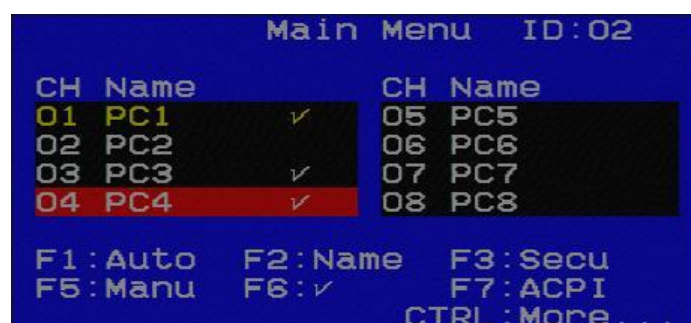 Main Menu ID:02
CH Name CH Name
01 PC1 ✓ 05 PC5
02 PC2 06 PC6
03 PC3 ✓ 07 PC7
04 PC4 ✓ 08 PC8
F1:Auto F2:Name F3:Secu
F5:Manu F6:✓ F7:ACPI
CTRL:More...